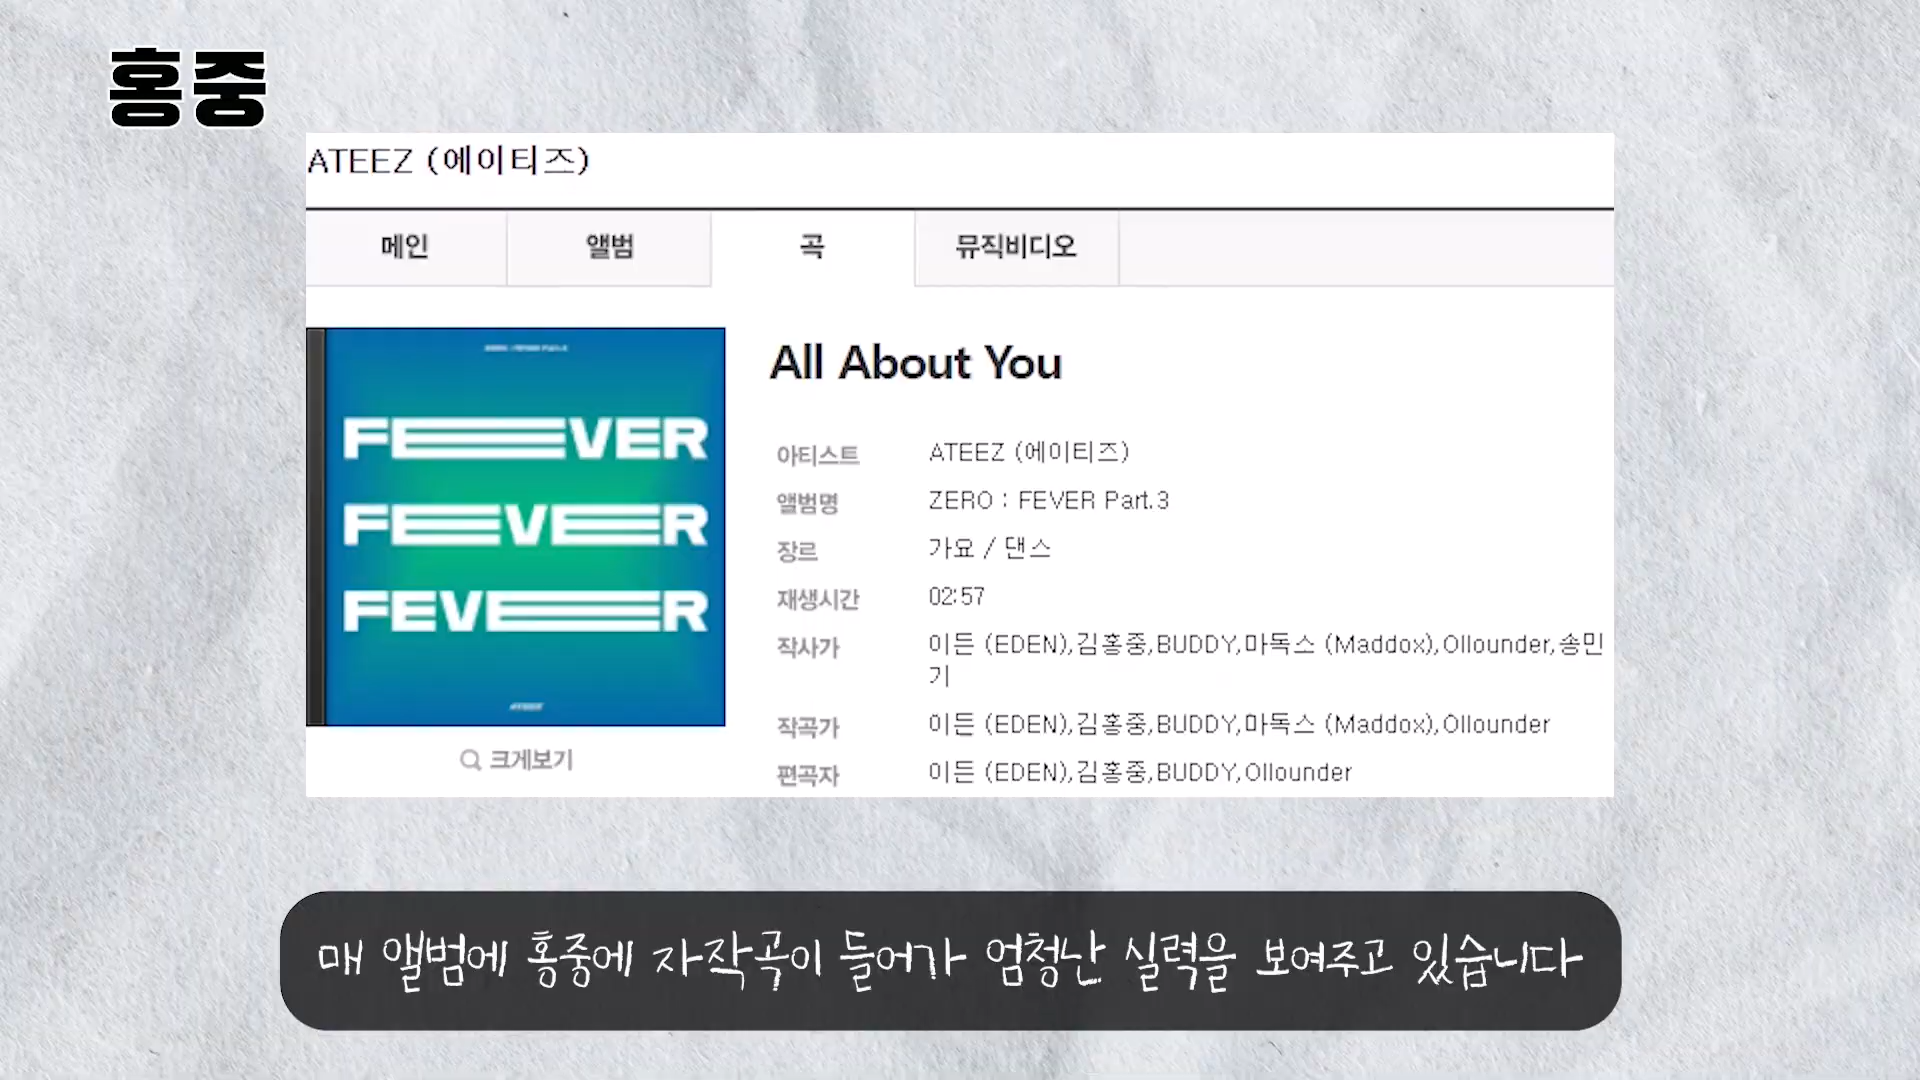 홍중
ATEEZ (에이티즈)
메인 앨범 곡 뮤직비디오
ZERO : FEVER Part.3
FEVER
FEVER
FEVER
ATEEZ
크게보기
All About You
아티스트 ATEEZ (에이티즈)
앨범명 ZERO : FEVER Part.3
장르 가요 / 댄스
재생시간 02:57
작사가 이든 (EDEN),김홍중,BUDDY,마독스 (Maddox),Ollounder,송민
기
작곡가 이든 (EDEN),김홍중,BUDDY,마독스 (Maddox),Ollounder
편곡자 이든 (EDEN),김홍중,BUDDY,Ollounder
매 앨범에 홍중에 자작곡이 들어가 엄청난 실력을 보여주고 있습니다